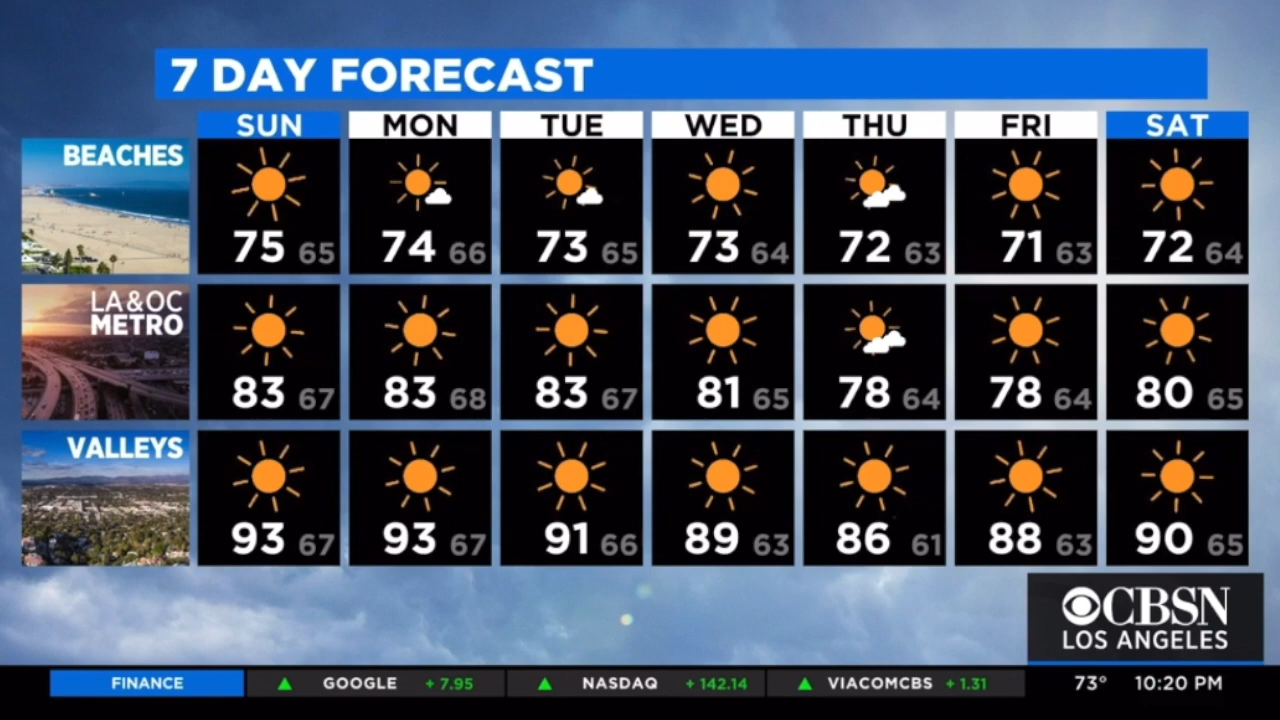 7 DAY FORECAST
SUN MON TUE WED THU FRI SAT
BEACHES
75 65 74 66 73 65 73 64 72 63 71 63 72 64
LA & OC
METRO
83 67 83 68 83 67 81 65 78 64 78 64 80 65
VALLEYS
93 67 93 67 91 66 89 63 86 61 88 63 90 65
CBSN
LOS ANGELES
FINANCE ▲ GOOGLE + 7.95 ▲ NASDAQ + 142.14 ▲ VIACOMCBS + 1.31 73° 10:20 PM